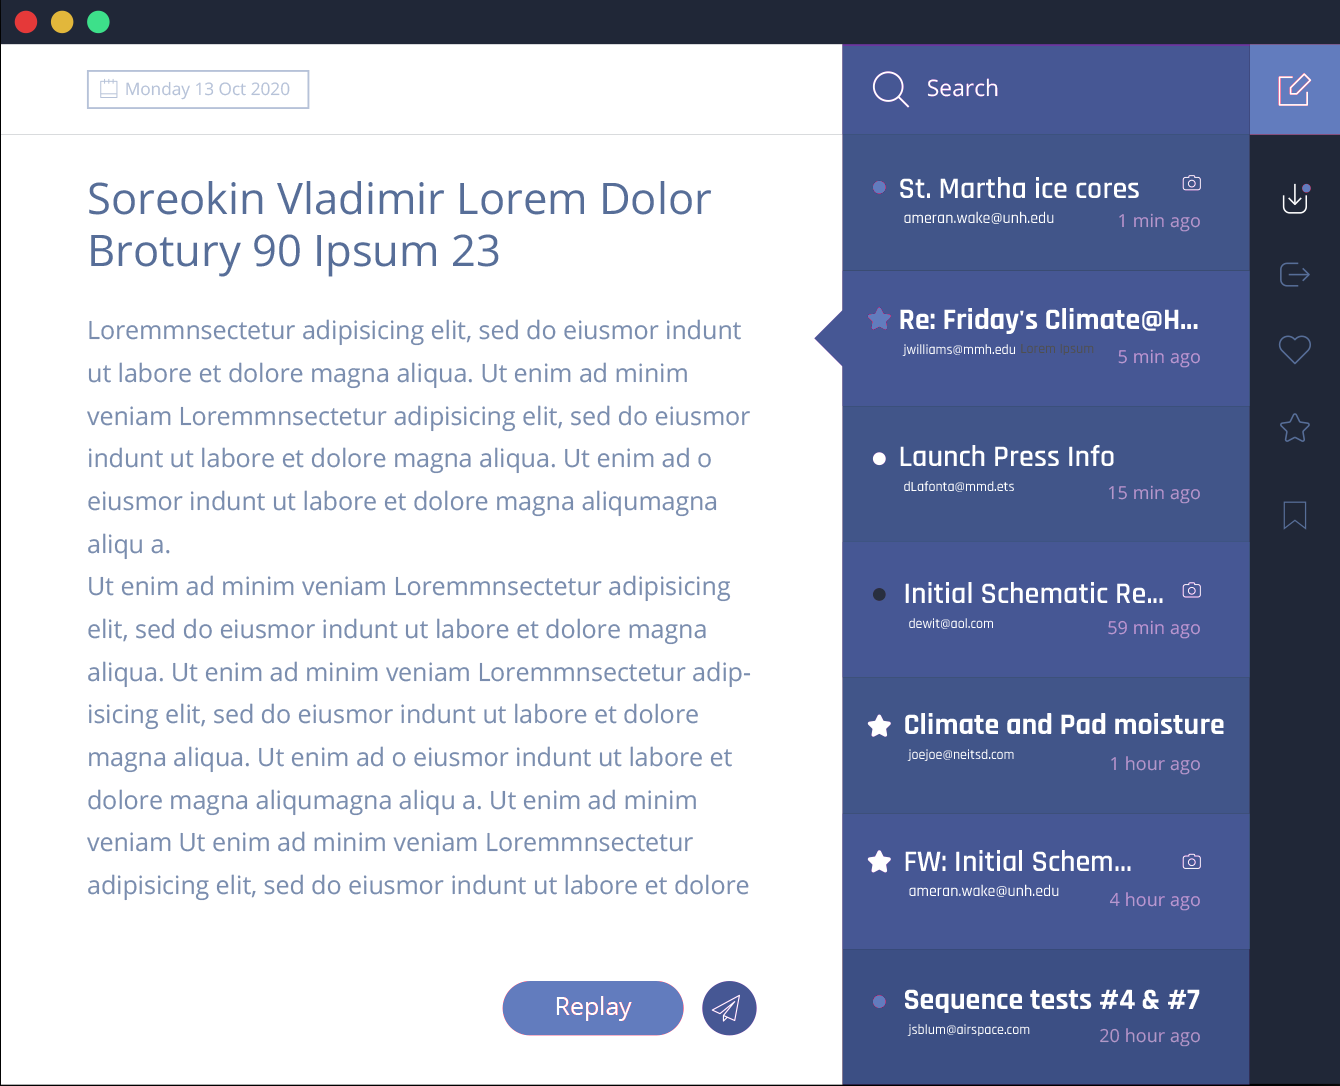 Monday 13 Oct 2020
Soreokin Vladimir Lorem Dolor
Brotury 90 Ipsum 23
Loremmnsectetur adipisicing elit, sed do eiusmor indunt
ut labore et dolore magna aliqua. Ut enim ad minim
veniam Loremmnsectetur adipisicing elit, sed do eiusmor
indunt ut labore et dolore magna aliqua. Ut enim ad o
eiusmor indunt ut labore et dolore magna aliqumagna
aliqu a.
Ut enim ad minim veniam Loremmnsectetur adipisicing
elit, sed do eiusmor indunt ut labore et dolore magna
aliqua. Ut enim ad minim veniam Loremmnsectetur adip-
isicing elit, sed do eiusmor indunt ut labore et dolore
magna aliqua. Ut enim ad o eiusmor indunt ut labore et
dolore magna aliqumagna aliqu a. Ut enim ad minim
veniam Ut enim ad minim veniam Loremmnsectetur
adipisicing elit, sed do eiusmor indunt ut labore et dolore
Replay
Search
St. Martha ice cores
ameran.wake@unh.edu
1 min ago
Re: Friday's Climate@H...
jwilliams@mmh.edu Lorem Ipsum
5 min ago
Launch Press Info
dLafonta@mmd.ets
15 min ago
Initial Schematic Re...
dewit@aol.com
59 min ago
Climate and Pad moisture
joejoe@neitsd.com
1 hour ago
FW: Initial Schem...
ameran.wake@unh.edu
4 hour ago
Sequence tests #4 & #7
jsblum@airspace.com
20 hour ago